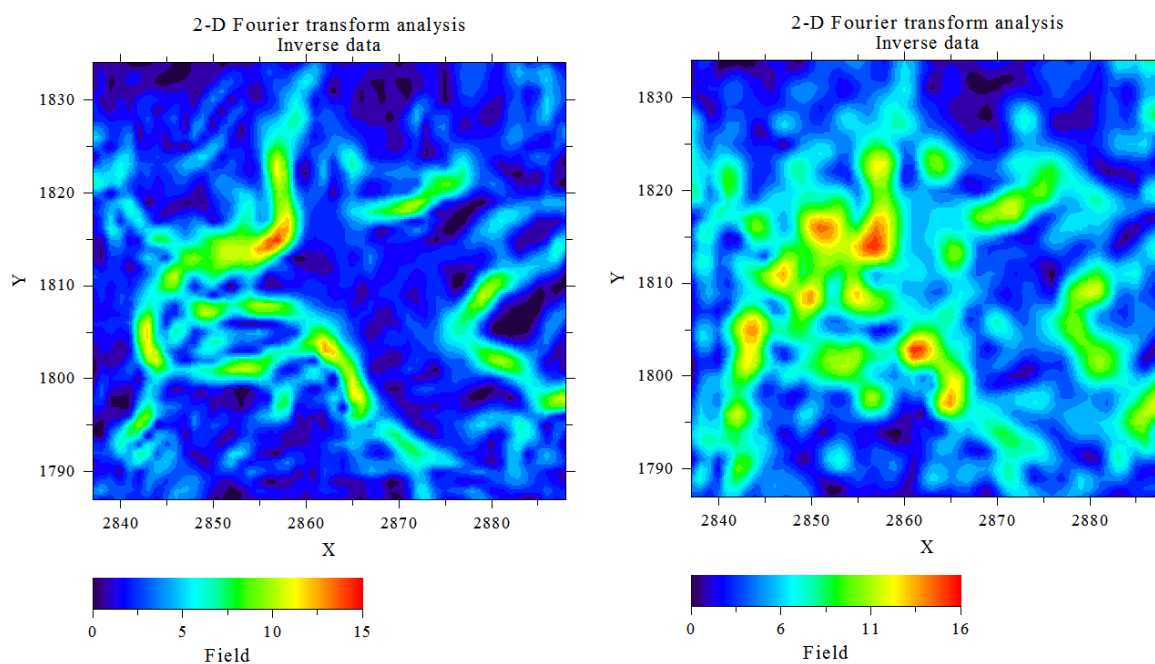 2-D Fourier transform analysis
Inverse data
1830
1820
Y
1810
1800
1790
2840 2850 2860 2870 2880
X
0 5 10 15
Field
2-D Fourier transform analysis
Inverse data
1830
1820
Y
1810
1800
1790
2840 2850 2860 2870 2880
X
0 6 11 16
Field